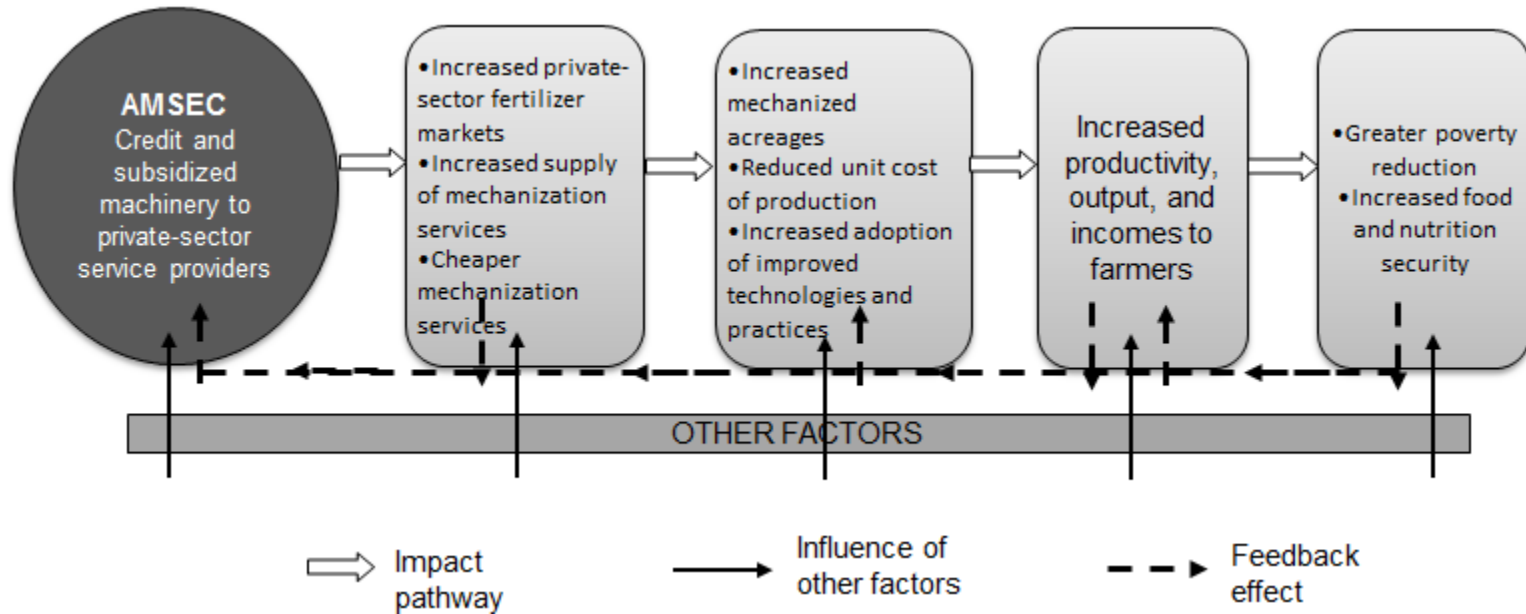 AMSEC
Credit and
subsidized
machinery to
private-sector
service providers
•Increased private-
sector fertilizer
markets
•Increased supply
of mechanization
services
•Cheaper
mechanization
services
•Increased
mechanized
acreages
•Reduced unit cost
of production
•Increased adoption
of improved
technologies and
practices
Increased
productivity,
output, and
incomes to
farmers
•Greater poverty
reduction
•Increased food
and nutrition
security
OTHER FACTORS
Impact
pathway
Influence of
other factors
Feedback
effect